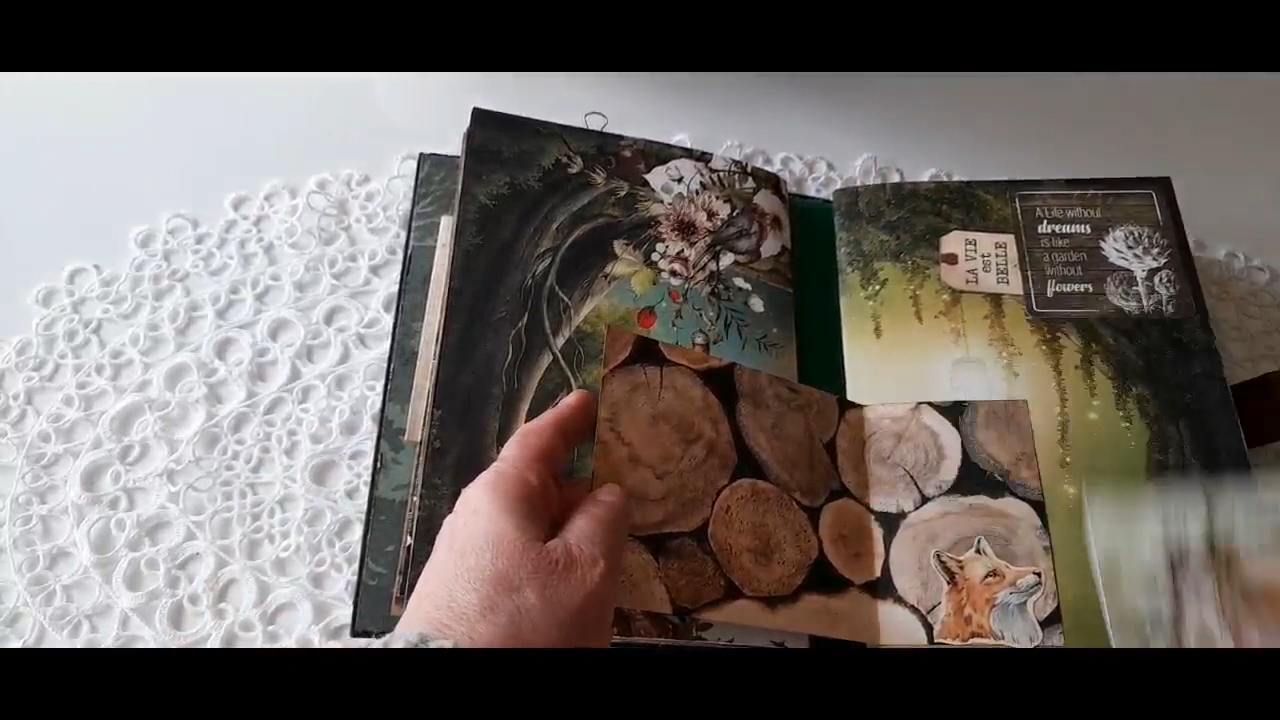 LA VIE
est
BELLE
A Life without
dreams
is like
a garden
without
flowers